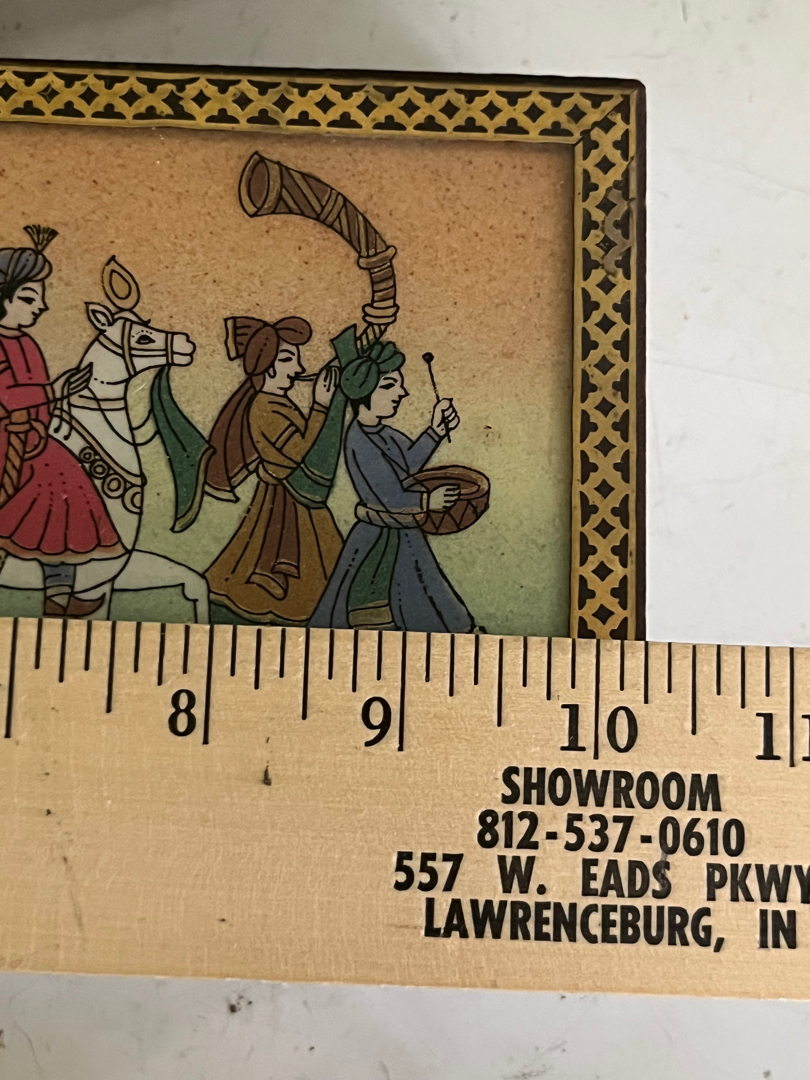 8 9 10 11
SHOWROOM
812-537-0610
557 W. EADS PKWY
LAWRENCEBURG, IN